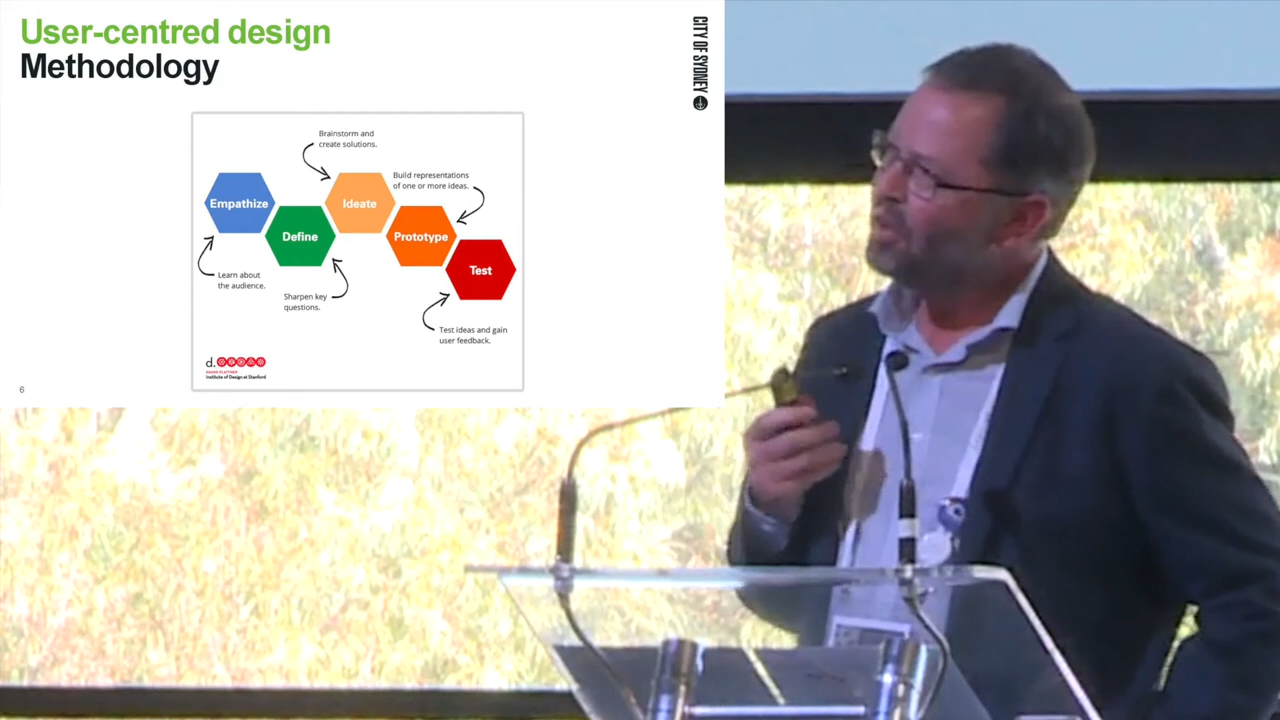 User-centred design
Methodology
CITY OF SYDNEY
Brainstorm and
create solutions.
Build representations
of one or more ideas.
Empathize
Ideate
Define
Prototype
Test
Learn about
the audience.
Sharpen key
questions.
Test ideas and gain
user feedback.
d.
HASSO PLATTNER
Institute of Design at Stanford
6